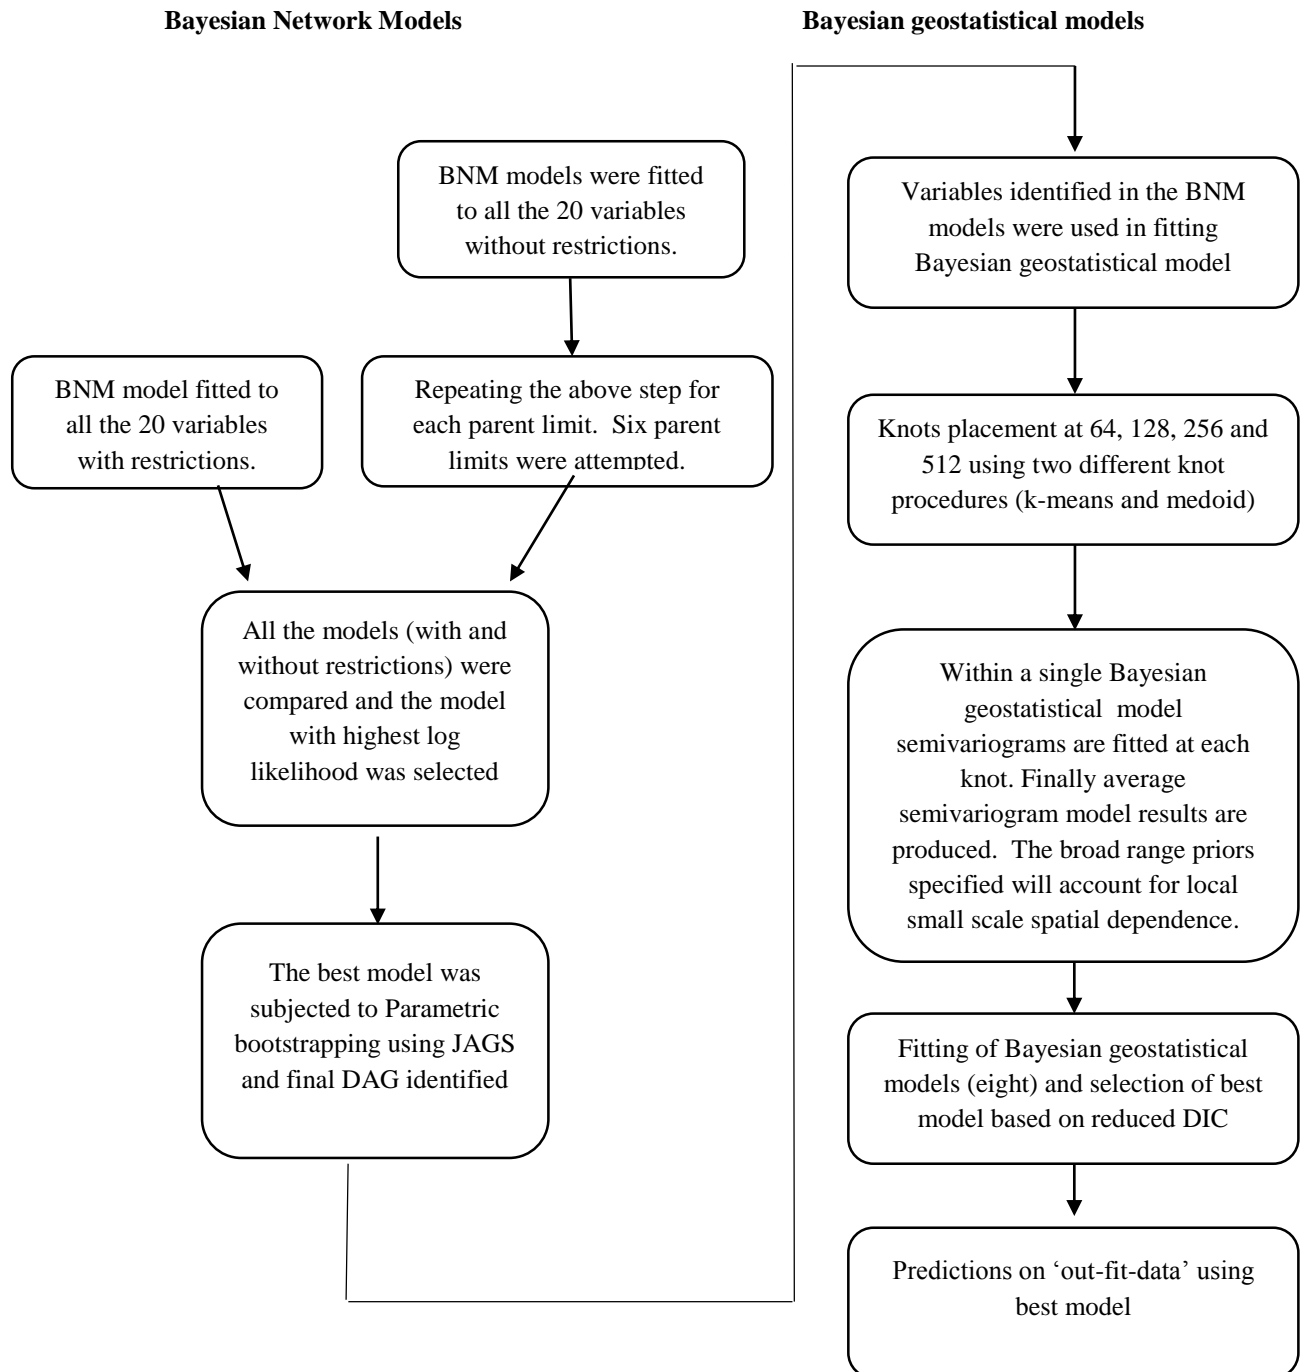 Bayesian Network Models
BNM models were fitted
to all the 20 variables
without restrictions.
BNM model fitted to
all the 20 variables
with restrictions.
Repeating the above step for
each parent limit.  Six parent
limits were attempted.
All the models (with and
without restrictions) were
compared and the model
with highest log
likelihood was selected
The best model was
subjected to Parametric
bootstrapping using JAGS
and final DAG identified
Bayesian geostatistical models
Variables identified in the BNM
models were used in fitting
Bayesian geostatistical model
Knots placement at 64, 128, 256 and
512 using two different knot
procedures (k-means and medoid)
Within a single Bayesian
geostatistical  model
semivariograms are fitted at each
knot. Finally average
semivariogram model results are
produced.  The broad range priors
specified will account for local
small scale spatial dependence.
Fitting of Bayesian geostatistical
models (eight) and selection of best
model based on reduced DIC
Predictions on ‘out-fit-data’ using
best model